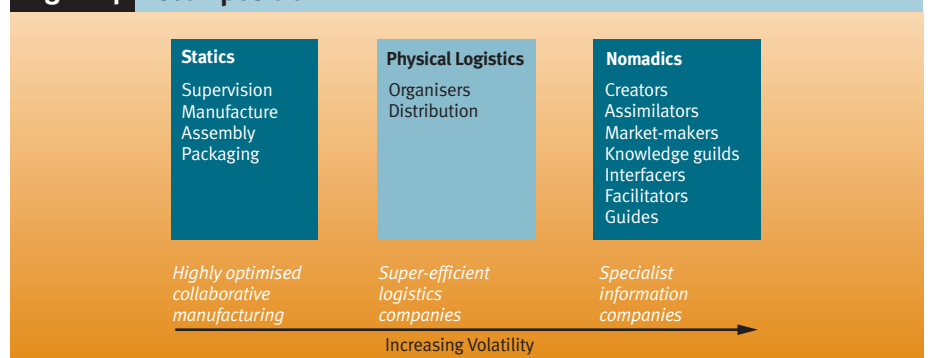 Statics
Supervision
Manufacture
Assembly
Packaging
Physical Logistics
Organisers
Distribution
Nomadics
Creators
Assimilators
Market-makers
Knowledge guilds
Interfacers
Facilitators
Guides
Highly optimised
collaborative
manufacturing
Super-efficient
logistics
companies
Specialist
information
companies
Increasing Volatility